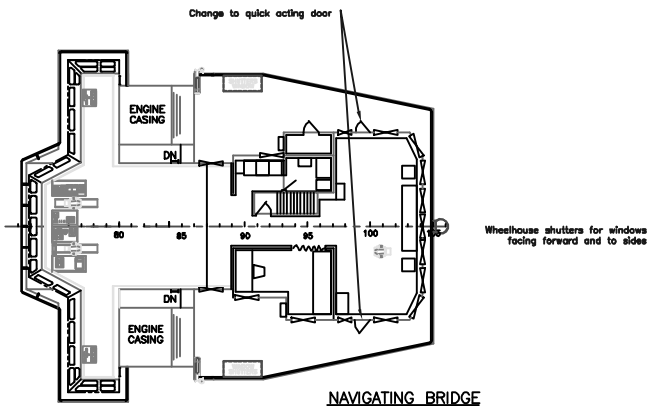 Change to quick acting door
ENGINE
CASING
DN
80
85
90
95
100
105
Wheelhouse shutters for windows
facing forward and to sides
DN
ENGINE
CASING
NAVIGATING BRIDGE